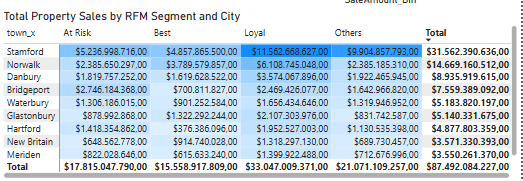 Total Property Sales by RFM Segment and City
town_x At Risk Best Loyal Others Total
Stamford $5.236.998.716,00 $4.857.865.500,00 $11.562.668.627,00 $9.904.857.793,00 $31.562.390.636,00
Norwalk $2.385.650.297,00 $3.789.579.857,00 $6.108.745.048,00 $2.385.185.310,00 $14.669.160.512,00
Danbury $1.819.757.252,00 $1.619.628.522,00 $3.574.067.896,00 $1.922.465.945,00 $8.935.919.615,00
Bridgeport $2.746.184.368,00 $700.811.827,00 $2.469.426.077,00 $1.642.966.820,00 $7.559.389.092,00
Waterbury $1.306.186.015,00 $901.252.584,00 $1.656.434.646,00 $1.319.946.952,00 $5.183.820.197,00
Glastonbury $878.992.868,00 $1.322.292.244,00 $2.107.303.976,00 $831.742.587,00 $5.140.331.675,00
Hartford $1.418.354.862,00 $376.386.096,00 $1.952.527.003,00 $1.130.535.398,00 $4.877.803.359,00
New Britain $648.562.778,00 $914.740.028,00 $1.318.297.130,00 $689.730.457,00 $3.571.330.393,00
Meriden $822.028.646,00 $615.633.240,00 $1.399.922.488,00 $712.676.996,00 $3.550.261.370,00
Total $17.815.047.790,00 $15.558.917.809,00 $33.047.009.371,00 $21.071.109.257,00 $87.492.084.227,00